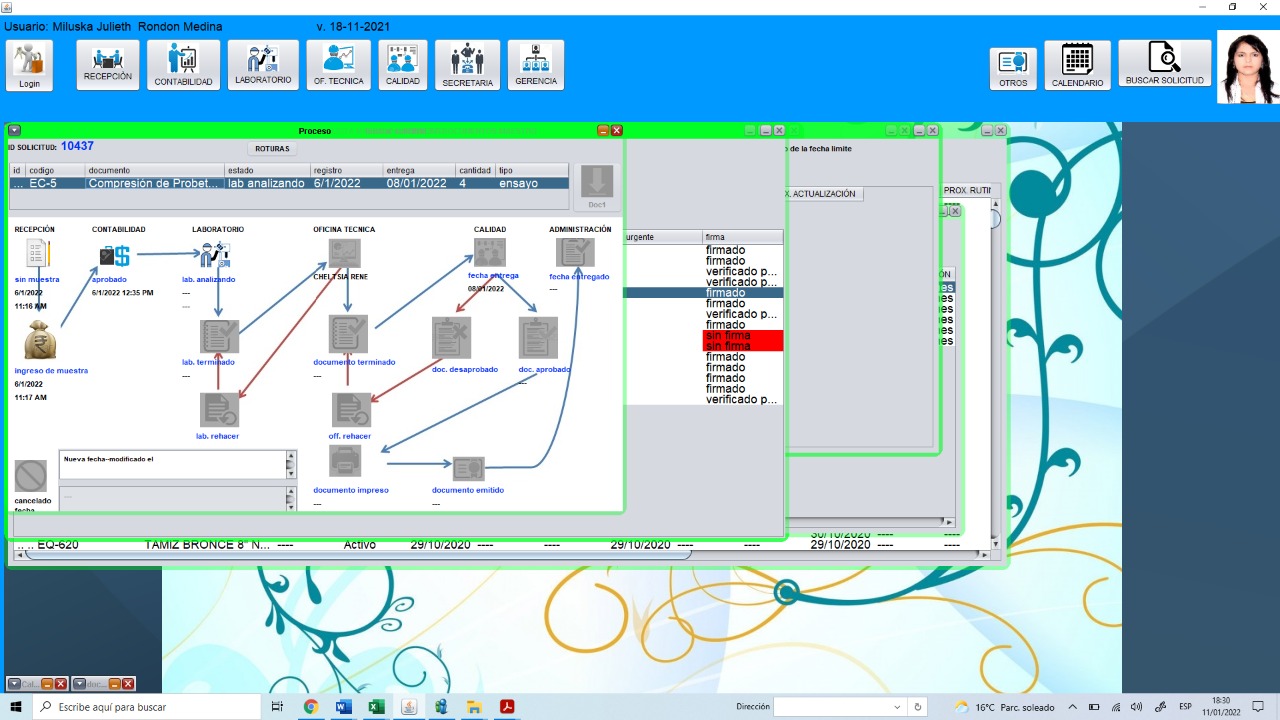 Usuario: Miluska Julieth Rondon Medina
v. 18-11-2021
Login
RECEPCIÓN
CONTABILIDAD
LABORATORIO
OF. TECNICA
CALIDAD
SECRETARIA
GERENCIA
OTROS
CALENDARIO
BUSCAR SOLICITUD
Proceso
ID SOLICITUD: 10437
ROTURAS
o de la fecha limite
id codigo documento estado registro entrega cantidad tipo
... EC-5 Compresión de Probet... lab analizando 6/1/2022 08/01/2022 4 ensayo
Doc1
X. ACTUALIZACIÓN
PROX. RUTI
RECEPCIÓN
CONTABILIDAD
LABORATORIO
OFICINA TECNICA
CALIDAD
ADMINISTRACIÓN
sin muestra
6/1/2022
11:16 AM
aprobado
6/1/2022 12:35 PM
lab. analizando
---
---
CHELTSIA RENE
fecha entrega
08/01/2022
fecha entregado
---
ingreso de muestra
6/1/2022
11:17 AM
lab. terminado
---
documento terminado
---
doc. desaprobado
doc. aprobado
---
lab. rehacer
off. rehacer
documento impreso
---
documento emitido
---
Nueva fecha--modificado el
----
cancelado
fecha
urgente firma
firmado
firmado
verificado p...
firmado
firmado
verificado p...
firmado
sin firma
sin firma
firmado
firmado
firmado
firmado
verificado p...
ÓN
es
es
es
es
es
es
30/10/2020 ----
... .. EQ-620 TAMIZ BRONCE 8" N... ---- Activo 29/10/2020 ---- ---- 29/10/2020 ---- ---- 29/10/2020 ----
Cal...
doc...
Escribe aquí para buscar
Dirección
16°C Parc. soleado
ESP
18:30
11/01/2022